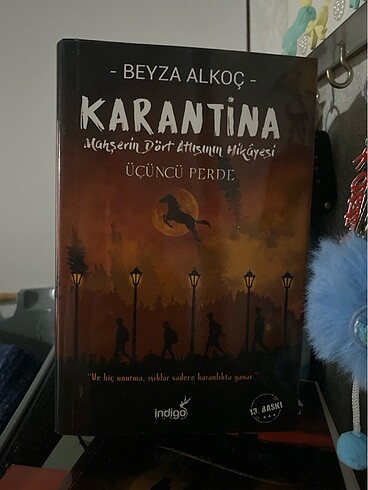 - BEYZA ALKOÇ -
KARANTİNA
Mahşerin Dört Atlısının Hikâyesi
ÜÇÜNCÜ PERDE
"Ve hiç unutma, ışıklar sadece karanlıkta yanar."
indigo
13. BASKI